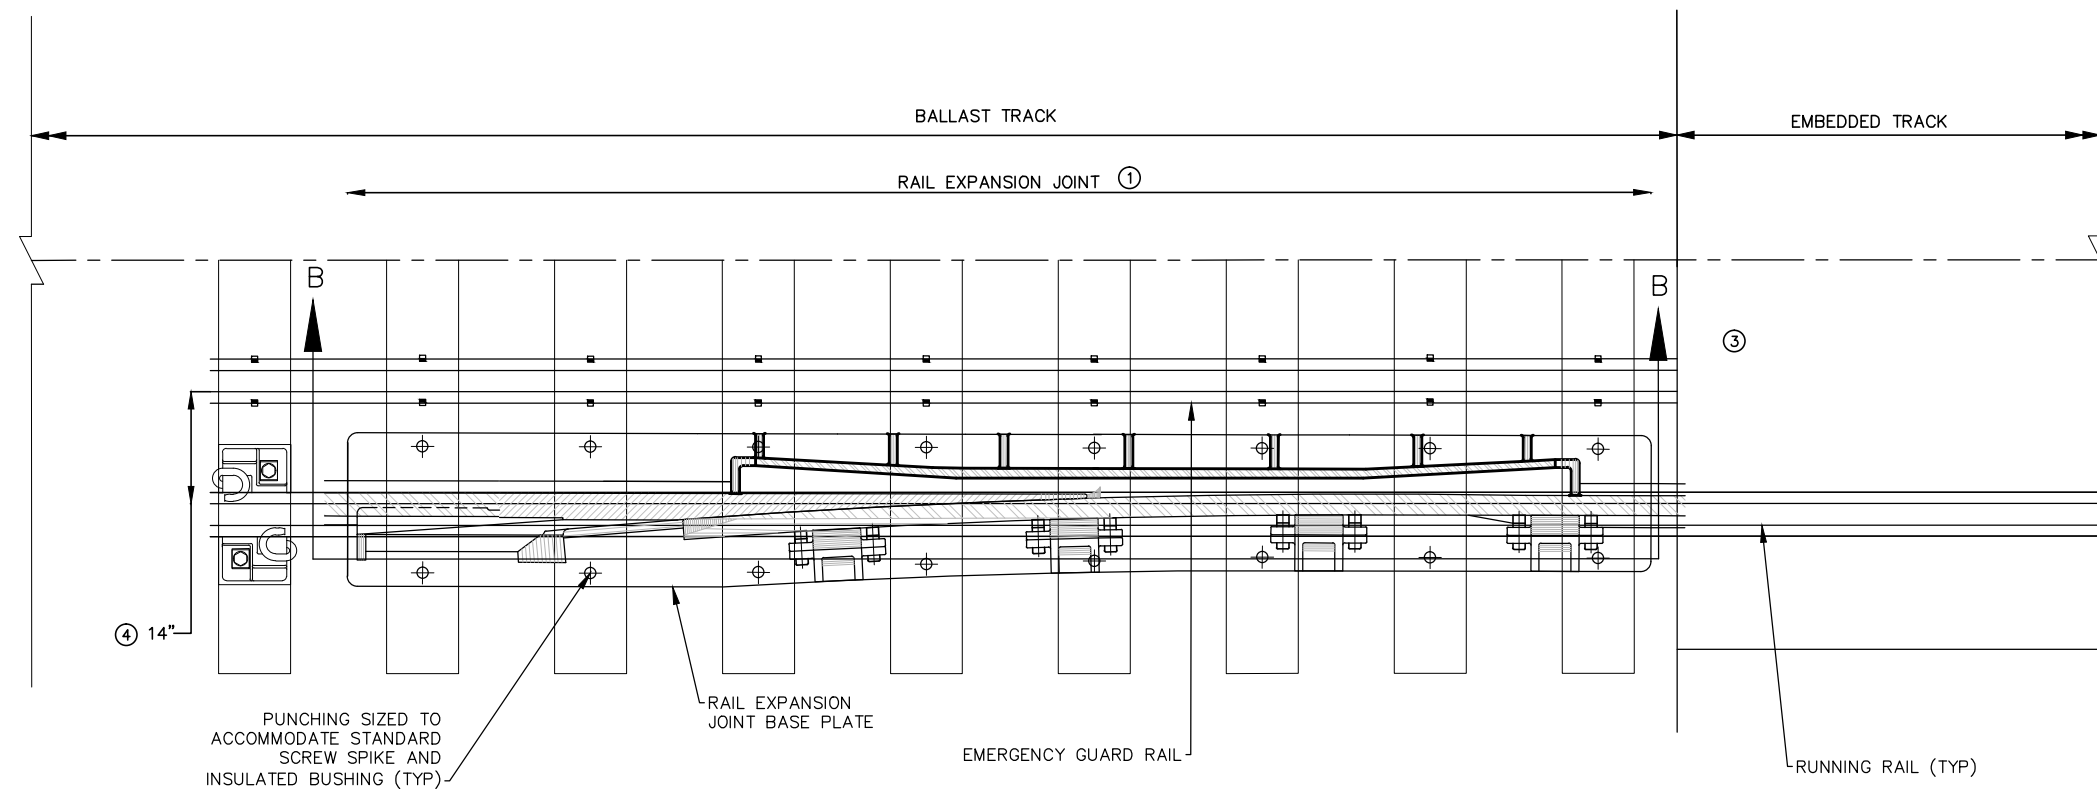 BALLAST TRACK
EMBEDDED TRACK
RAIL EXPANSION JOINT 1
B
B
3
4 14"
RAIL EXPANSION
JOINT BASE PLATE
PUNCHING SIZED TO
ACCOMMODATE STANDARD
SCREW SPIKE AND
INSULATED BUSHING (TYP)
EMERGENCY GUARD RAIL
RUNNING RAIL (TYP)